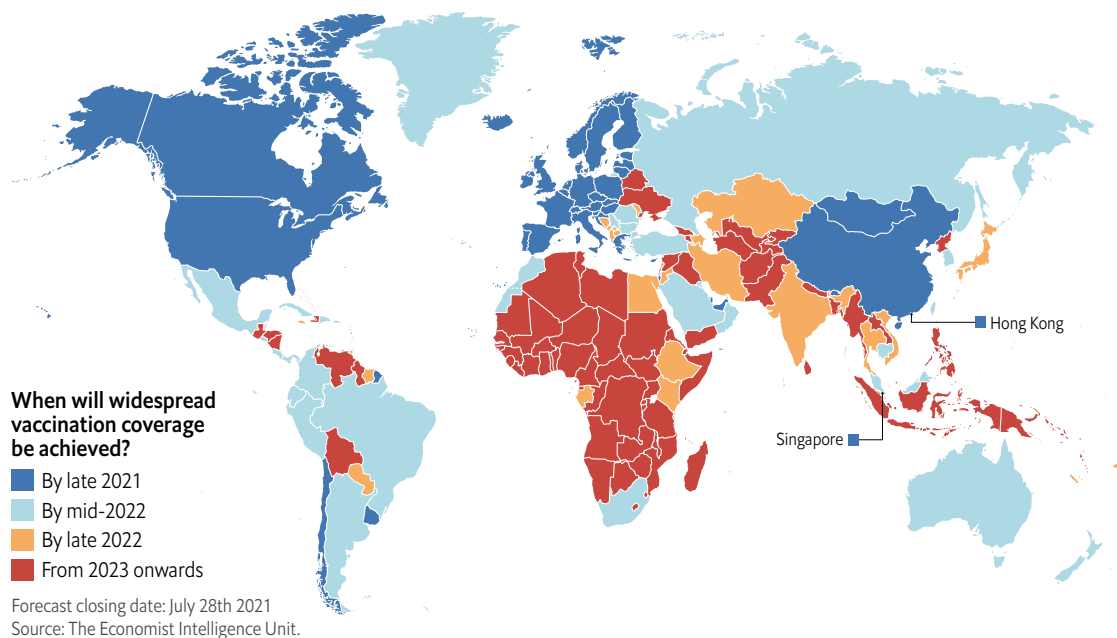 Hong Kong
Singapore
When will widespread
vaccination coverage
be achieved?
By late 2021
By mid-2022
By late 2022
From 2023 onwards
Forecast closing date: July 28th 2021
Source: The Economist Intelligence Unit.